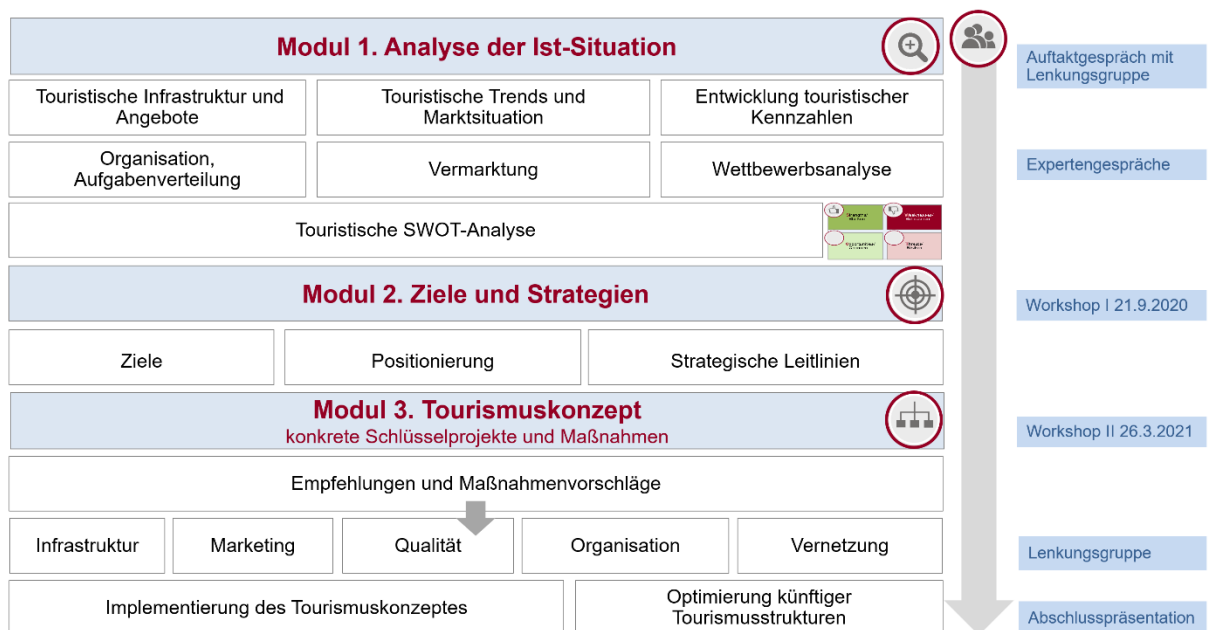 Modul 1. Analyse der Ist-Situation
Auftaktgespräch mit
Lenkungsgruppe
Touristische Infrastruktur und
Angebote
Touristische Trends und
Marktsituation
Entwicklung touristischer
Kennzahlen
Organisation,
Aufgabenverteilung
Vermarktung
Wettbewerbsanalyse
Expertengespräche
Touristische SWOT-Analyse
Modul 2. Ziele und Strategien
Workshop I 21.9.2020
Ziele
Positionierung
Strategische Leitlinien
Modul 3. Tourismuskonzept
konkrete Schlüsselprojekte und Maßnahmen
Workshop II 26.3.2021
Empfehlungen und Maßnahmenvorschläge
Infrastruktur
Marketing
Qualität
Organisation
Vernetzung
Lenkungsgruppe
Implementierung des Tourismuskonzeptes
Optimierung künftiger
Tourismusstrukturen
Abschlusspräsentation